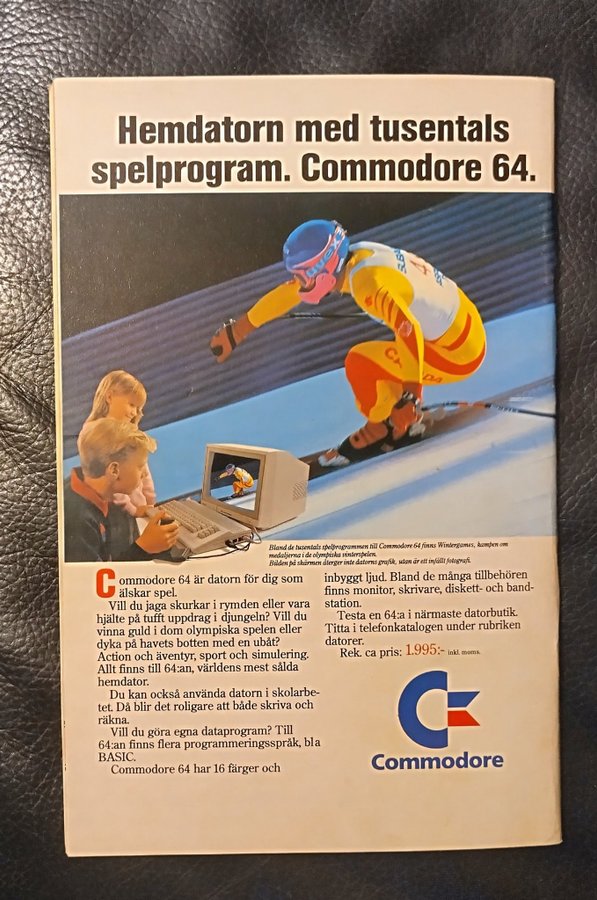 Hemdatorn med tusentals
spelprogram. Commodore 64.
Bland de tusentals spelprogrammen till Commodore 64 finns Wintergames, kampen om
medaljerna i de olympiska vinterspelen.
Bilden på skärmen återger inte datorns grafik, utan är ett infällt fotografi.
Commodore 64 är datorn för dig som
älskar spel.
Vill du jaga skurkar i rymden eller vara
hjälte på tufft uppdrag i djungeln? Vill du
vinna guld i dom olympiska spelen eller
dyka på havets botten med en ubåt?
Action och äventyr, sport och simulering.
Allt finns till 64:an, världens mest sålda
hemdator.
Du kan också använda datorn i skolarbe-
tet. Då blir det roligare att både skriva och
räkna.
Vill du göra egna dataprogram? Till
64:an finns flera programmeringsspråk, bl a
BASIC.
Commodore 64 har 16 färger och
inbyggt ljud. Bland de många tillbehören
finns monitor, skrivare, diskett- och band-
station.
Testa en 64:a i närmaste datorbutik.
Titta i telefonkatalogen under rubriken
datorer.
Rek. ca pris: 1.995:- inkl. moms.
Commodore